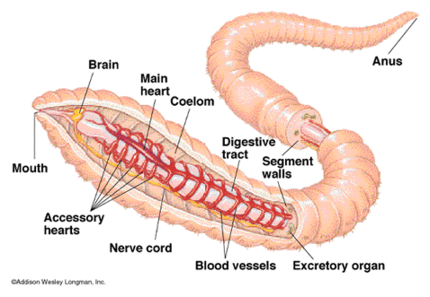 Brain
Main
heart
Coelom
Anus
Digestive
tract
Segment
walls
Mouth
Accessory
hearts
Nerve cord
Blood vessels
Excretory organ
©Addison Wesley Longman, Inc.